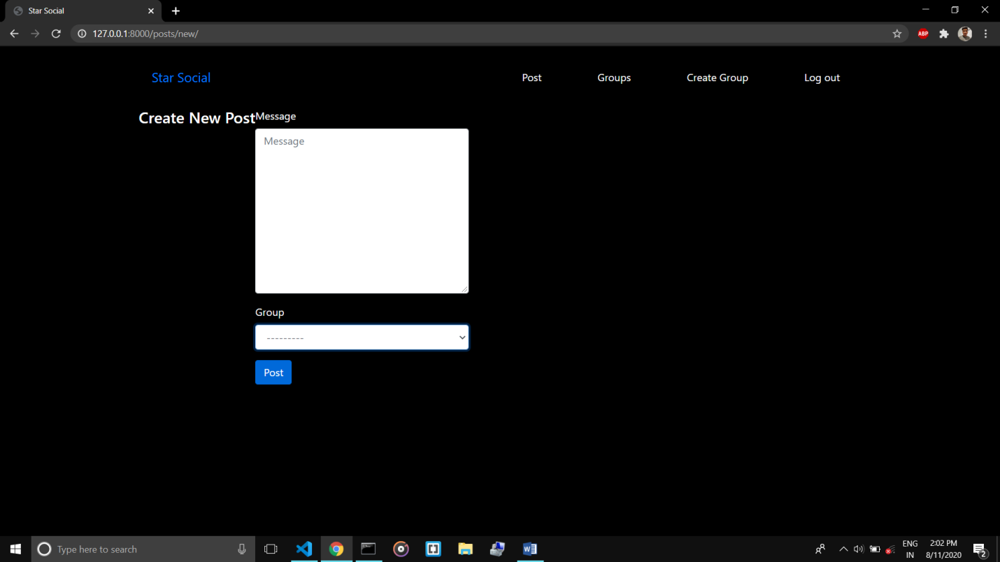 Star Social
127.0.0.1:8000/posts/new/
ABP
Star Social
Post
Groups
Create Group
Log out
Create New Post
Message
Message
Group
---------
Post
Type here to search
ENG
IN
2:02 PM
8/11/2020
2